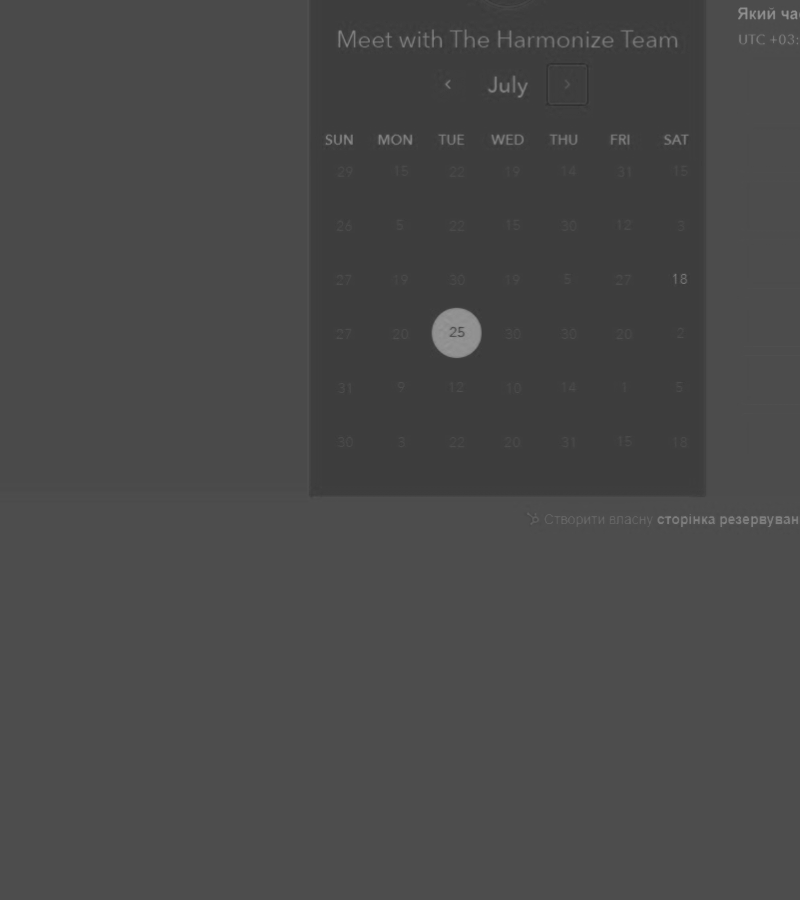 Який ча
Meet with The Harmonize Team
UTC +03:
‹ July ›
SUN MON TUE WED THU FRI SAT
29 15 22 19 14 31 15
26 5 22 15 30 12 3
27 19 30 19 5 27 18
27 20 25 30 30 20 2
31 9 12 10 14 1 5
30 3 22 20 31 15 18
Створити власну сторінка резервуван